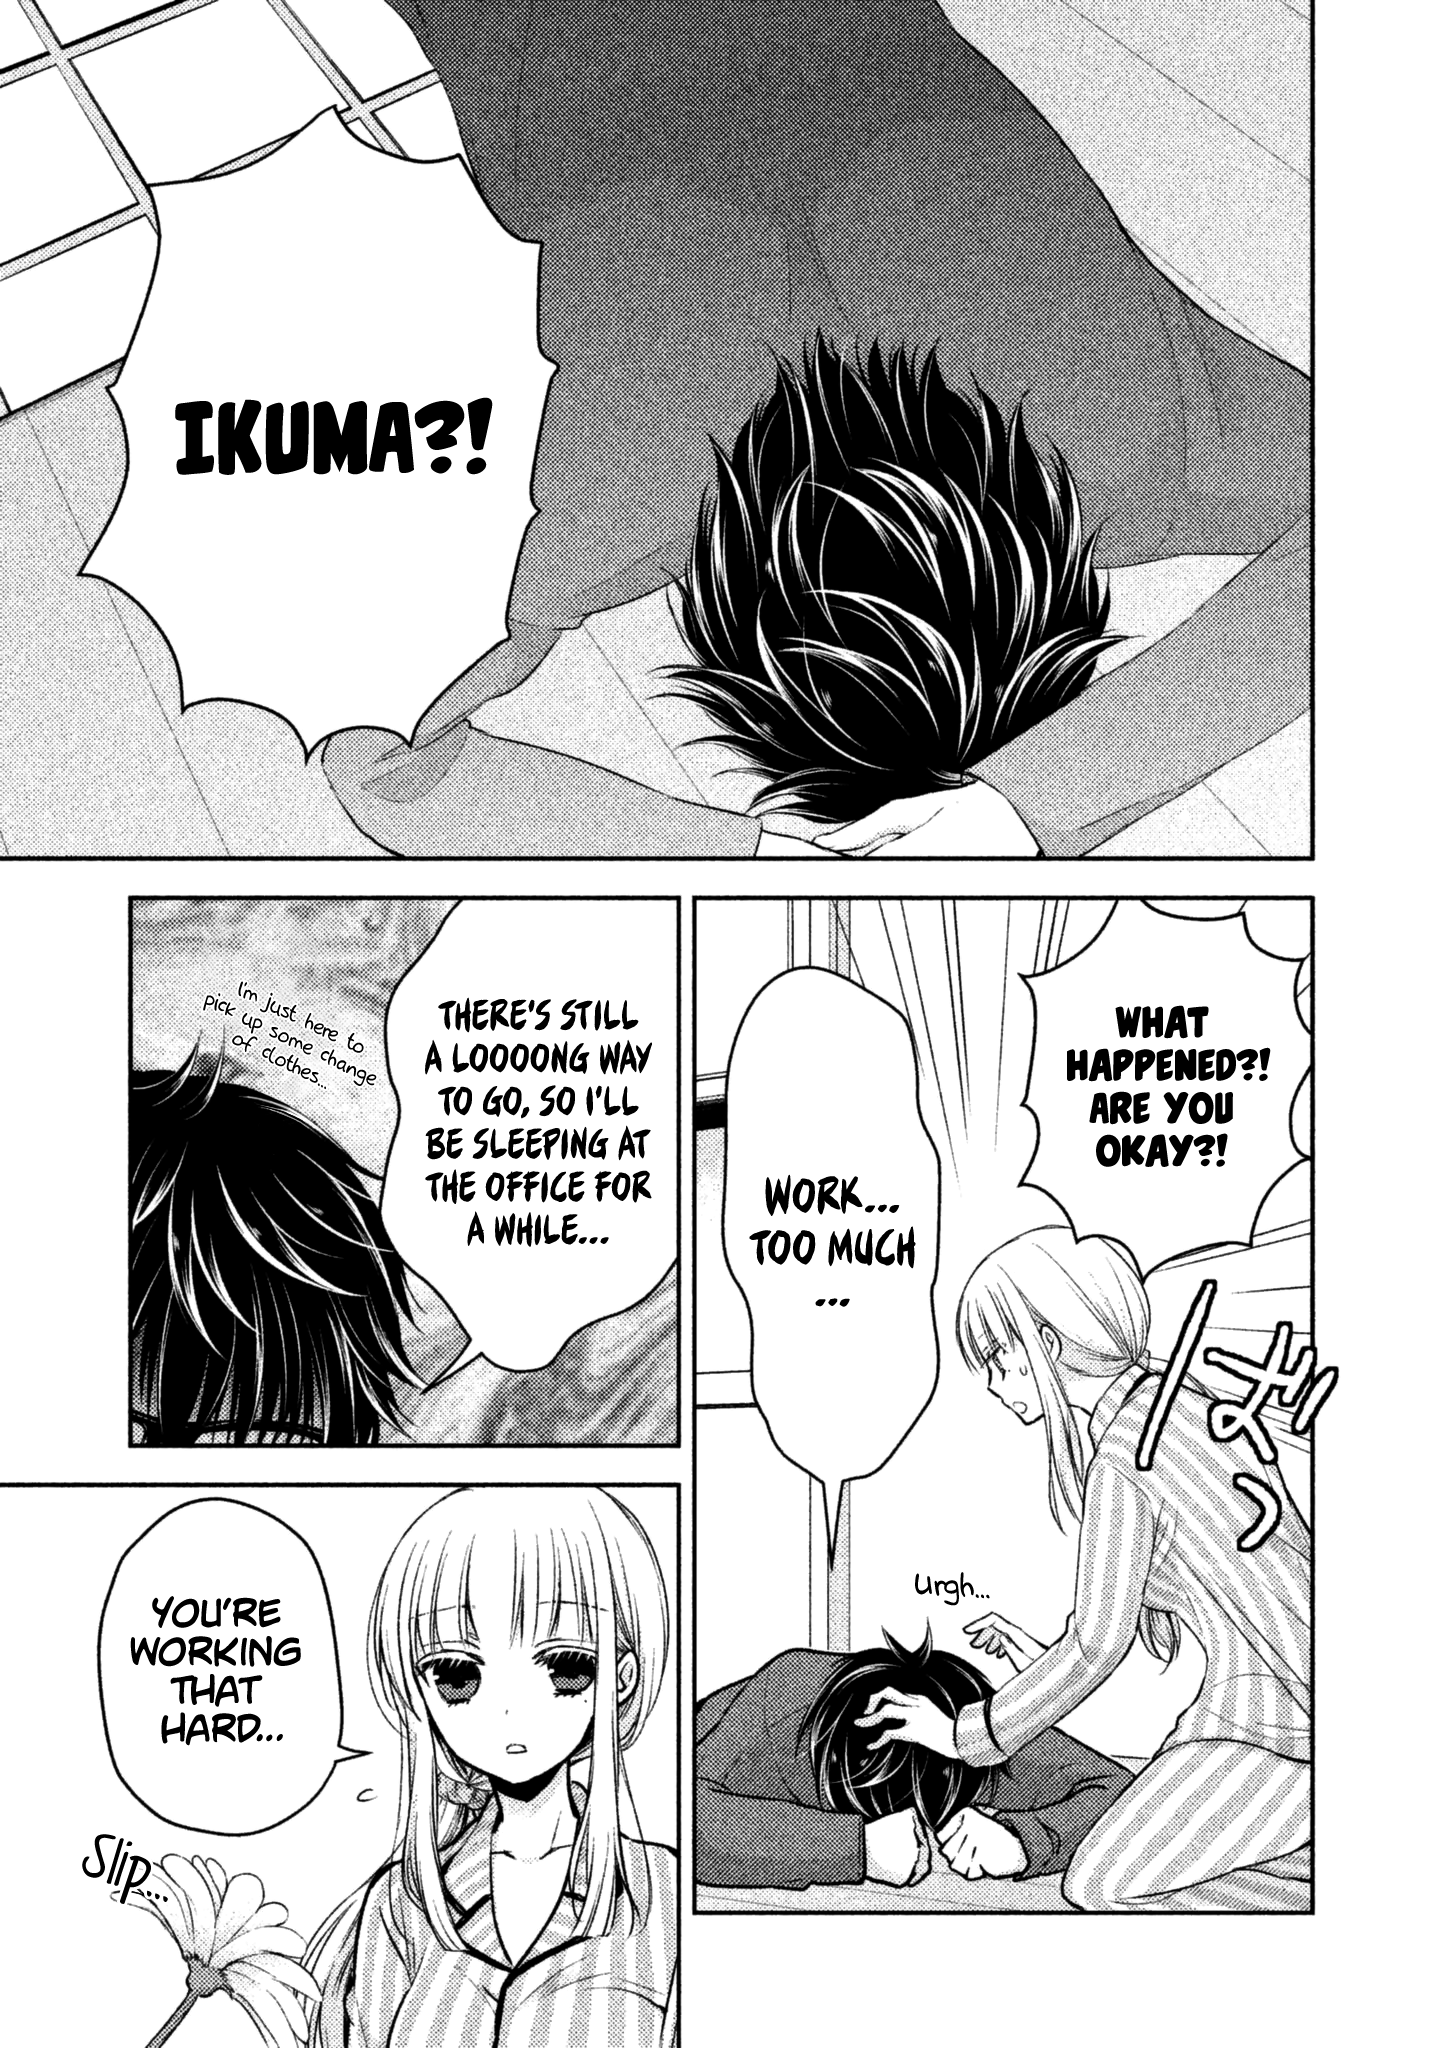 IKUMA?!
WHAT
HAPPENED?!
ARE YOU
OKAY?!
WORK...
TOO MUCH
...
Urgh...
THERE'S STILL
A LOOOONG WAY
TO GO, SO I'LL
BE SLEEPING AT
THE OFFICE FOR
A WHILE...
I'm just here to
pick up some change
of clothes...
YOU'RE
WORKING
THAT
HARD...
Slip...